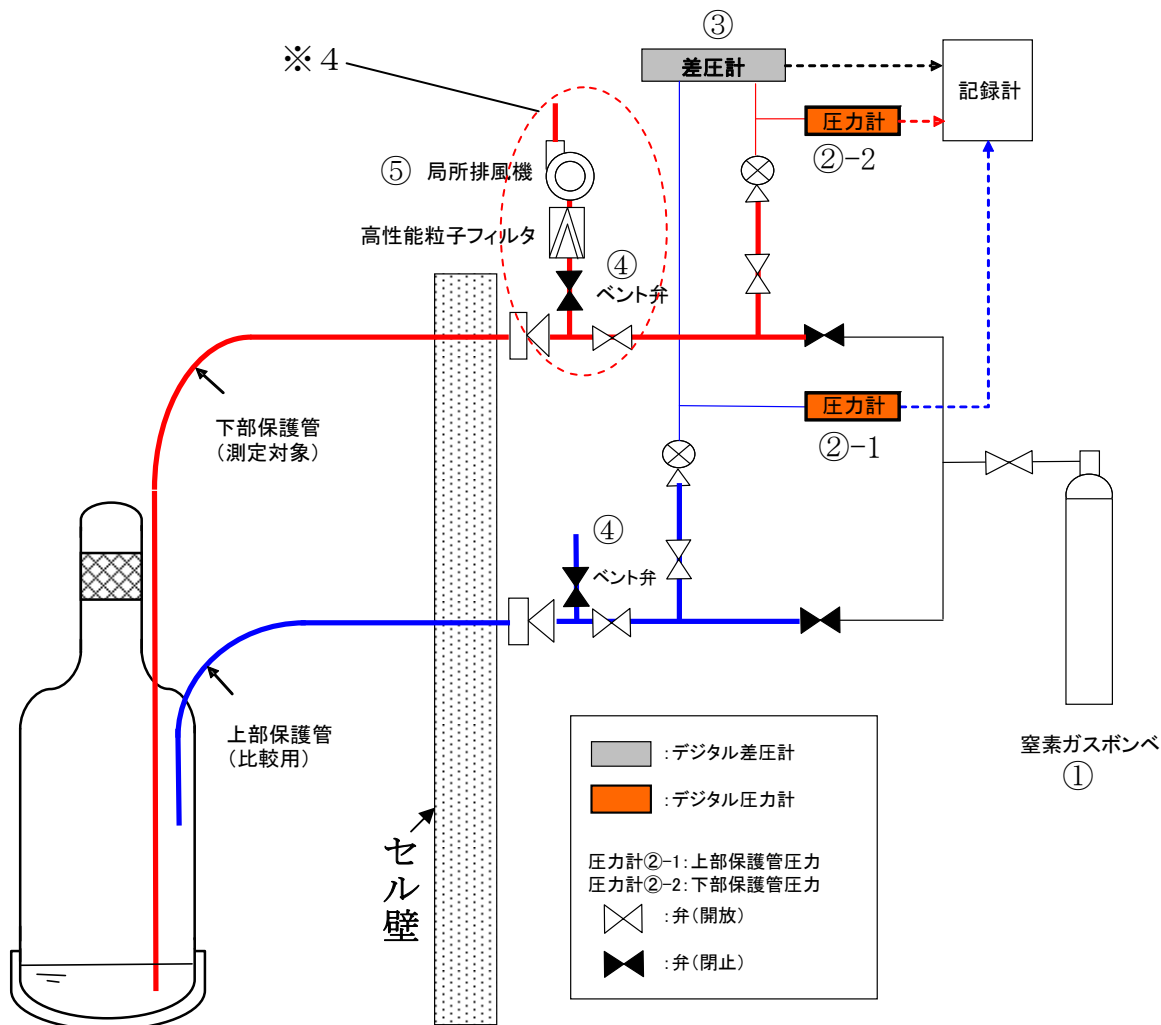 ③
※４
差圧計
記録計
圧力計
②-2
⑤ 局所排風機
高性能粒子フィルタ
④
ベント弁
圧力計
②-1
下部保護管
(測定対象)
④
ベント弁
上部保護管
(比較用)
セル壁
窒素ガスボンベ
①
:デジタル差圧計
:デジタル圧力計
圧力計②-1:上部保護管圧力
圧力計②-2:下部保護管圧力
:弁(開放)
:弁(閉止)